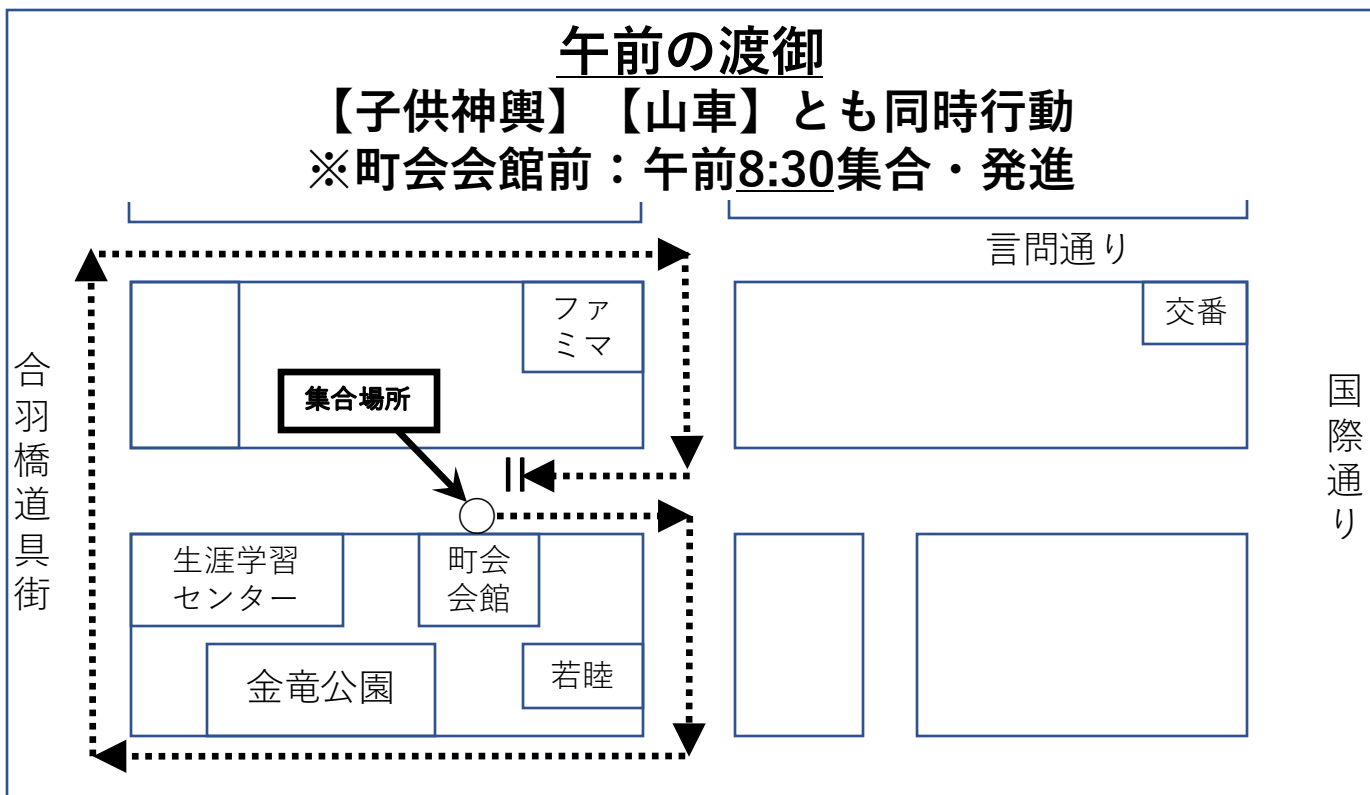 午前の渡御
【子供神輿】【山車】とも同時行動
※町会会館前：午前8:30集合・発進
言問通り
ファ
ミマ
交番
合羽橋道具街
集合場所
国際通り
生涯学習
センター
町会
会館
金竜公園
若睦